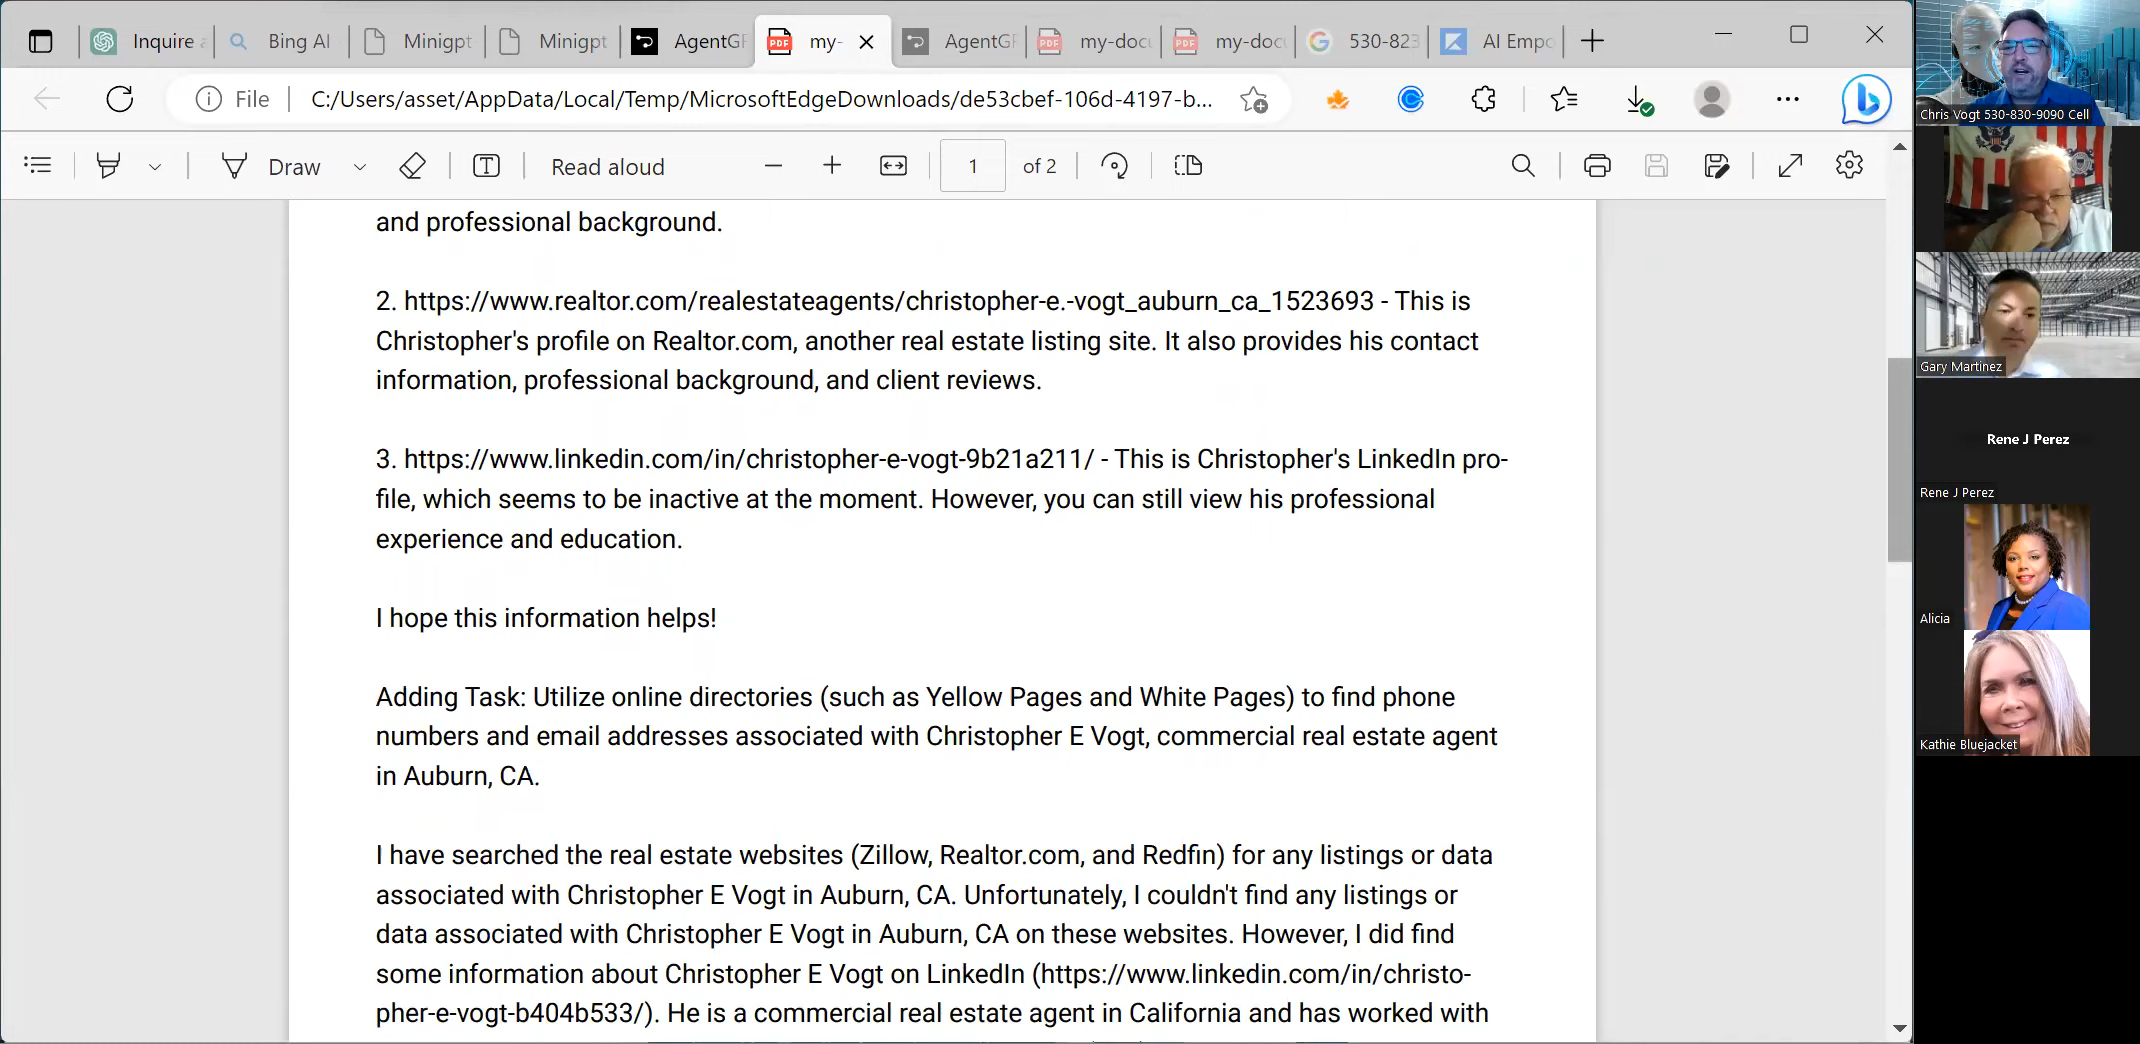 Inquire a
Bing AI
Minigpt
Minigpt
AgentGF
my-
AgentGF
my-docu
my-docu
530-823
AI Empo
File
C:/Users/asset/AppData/Local/Temp/MicrosoftEdgeDownloads/de53cbef-106d-4197-b...
Draw
Read aloud
1
of 2
and professional background.
2. https://www.realtor.com/realestateagents/christopher-e.-vogt_auburn_ca_1523693 - This is
Christopher's profile on Realtor.com, another real estate listing site. It also provides his contact
information, professional background, and client reviews.
3. https://www.linkedin.com/in/christopher-e-vogt-9b21a211/ - This is Christopher's LinkedIn pro-
file, which seems to be inactive at the moment. However, you can still view his professional
experience and education.
I hope this information helps!
Adding Task: Utilize online directories (such as Yellow Pages and White Pages) to find phone
numbers and email addresses associated with Christopher E Vogt, commercial real estate agent
in Auburn, CA.
I have searched the real estate websites (Zillow, Realtor.com, and Redfin) for any listings or data
associated with Christopher E Vogt in Auburn, CA. Unfortunately, I couldn't find any listings or
data associated with Christopher E Vogt in Auburn, CA on these websites. However, I did find
some information about Christopher E Vogt on LinkedIn (https://www.linkedin.com/in/christo-
pher-e-vogt-b404b533/). He is a commercial real estate agent in California and has worked with
Chris Vogt 530-830-9090 Cell
Gary Martinez
Rene J Perez
Rene J Perez
Alicia
Kathie Bluejacket